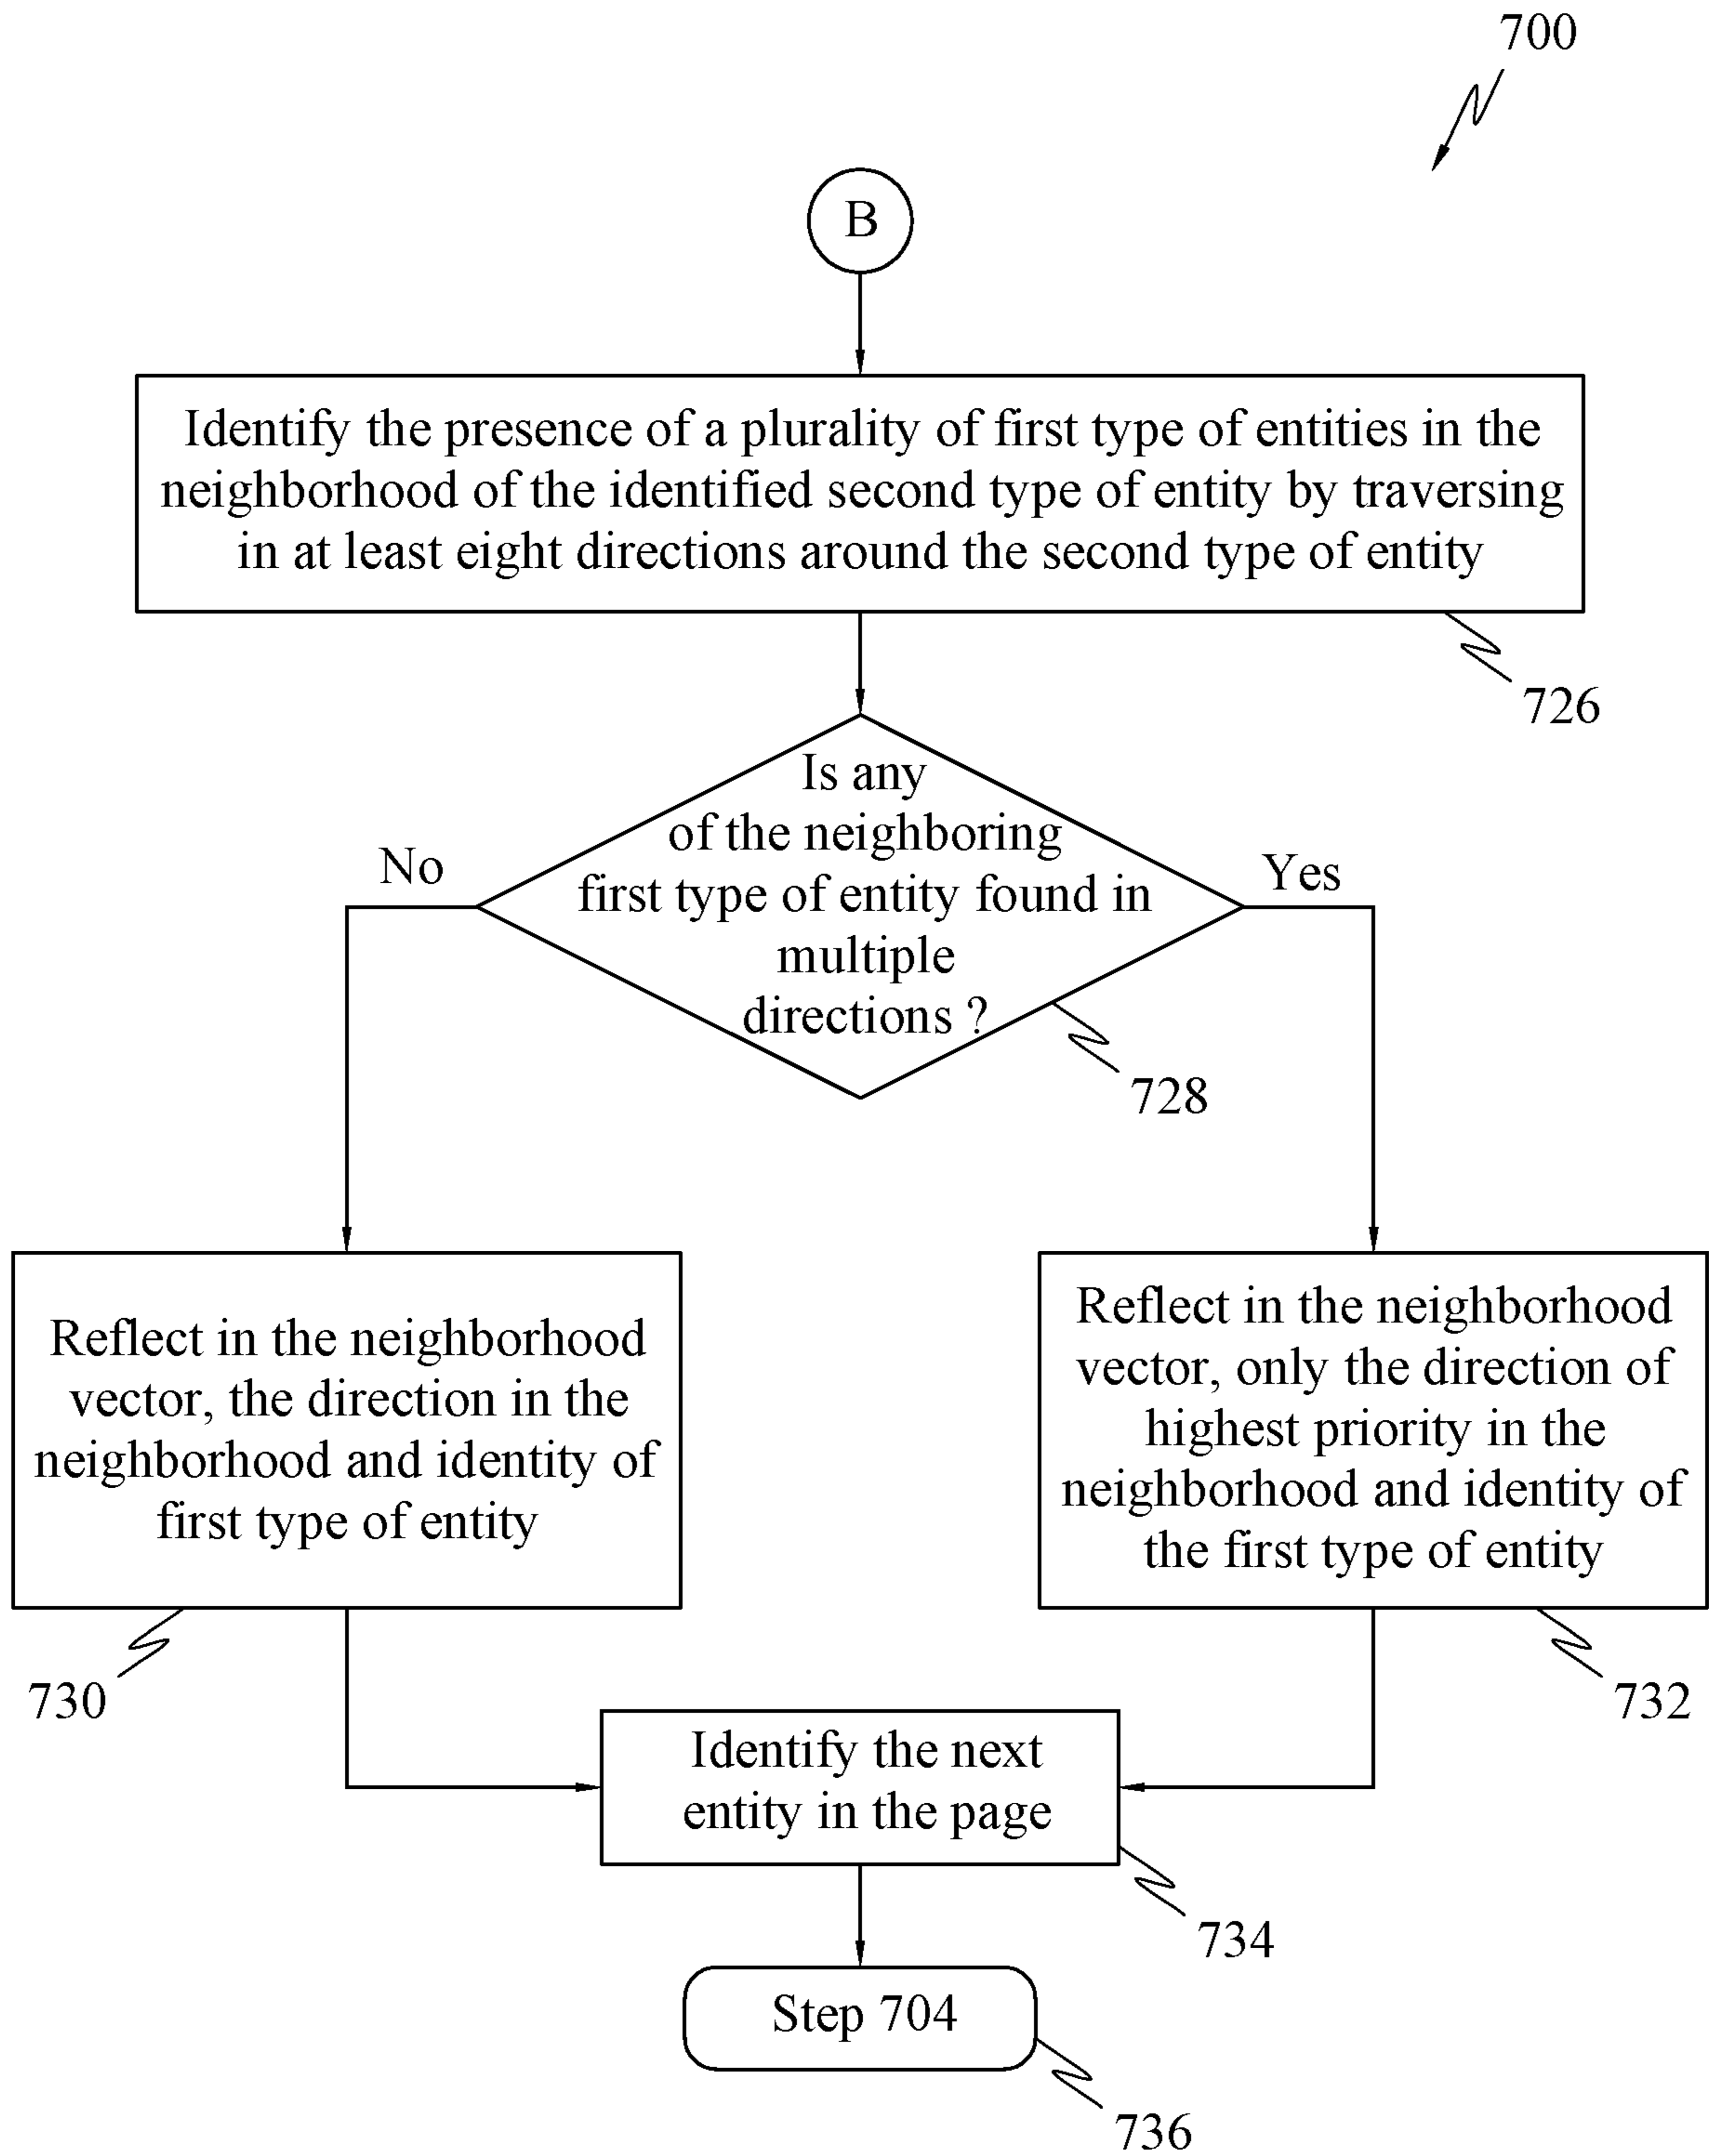 700
B
Identify the presence of a plurality of first type of entities in the
neighborhood of the identified second type of entity by traversing
in at least eight directions around the second type of entity
726
Is any
of the neighboring
first type of entity found in
multiple
directions ?
No
Yes
728
Reflect in the neighborhood
vector, the direction in the
neighborhood and identity of
first type of entity
730
Reflect in the neighborhood
vector, only the direction of
highest priority in the
neighborhood and identity of
the first type of entity
732
Identify the next
entity in the page
734
Step 704
736